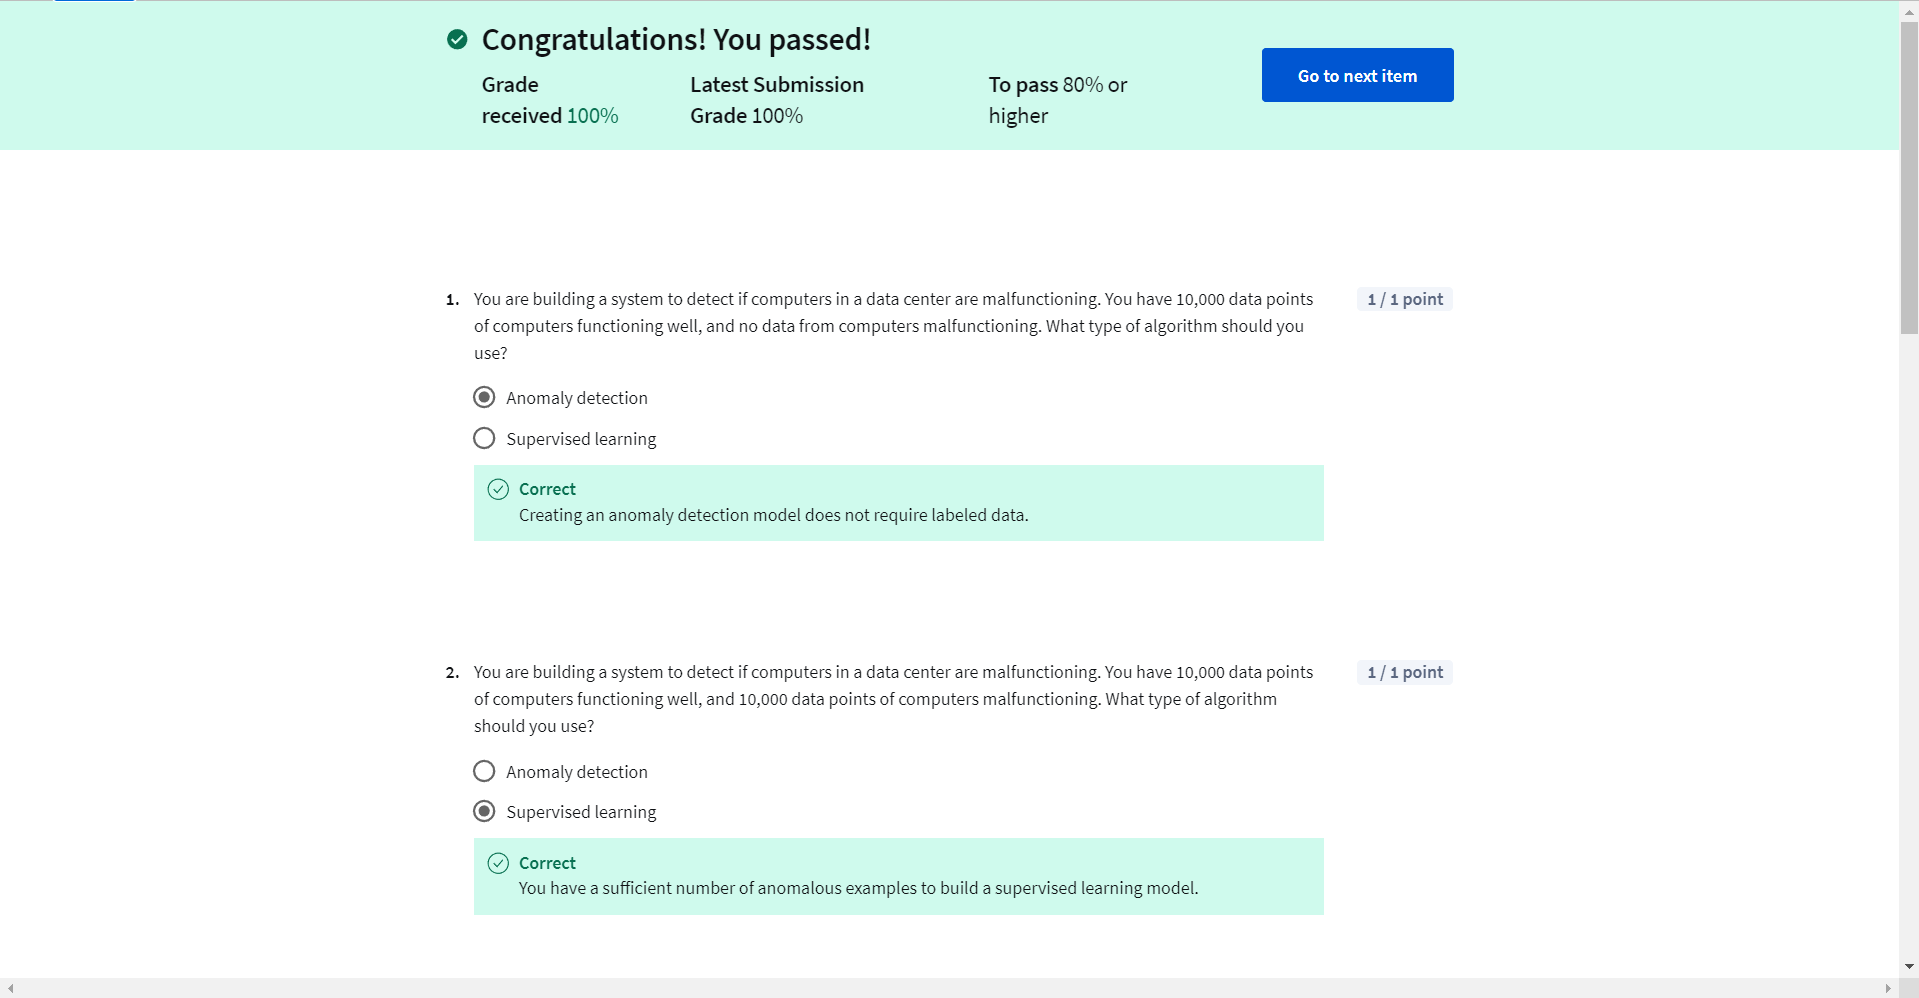 Congratulations! You passed!
Grade
received 100%
Latest Submission
Grade 100%
To pass 80% or
higher
Go to next item
1. You are building a system to detect if computers in a data center are malfunctioning. You have 10,000 data points
of computers functioning well, and no data from computers malfunctioning. What type of algorithm should you
use?
1 / 1 point
Anomaly detection
Supervised learning
Correct
Creating an anomaly detection model does not require labeled data.
2. You are building a system to detect if computers in a data center are malfunctioning. You have 10,000 data points
of computers functioning well, and 10,000 data points of computers malfunctioning. What type of algorithm
should you use?
1 / 1 point
Anomaly detection
Supervised learning
Correct
You have a sufficient number of anomalous examples to build a supervised learning model.